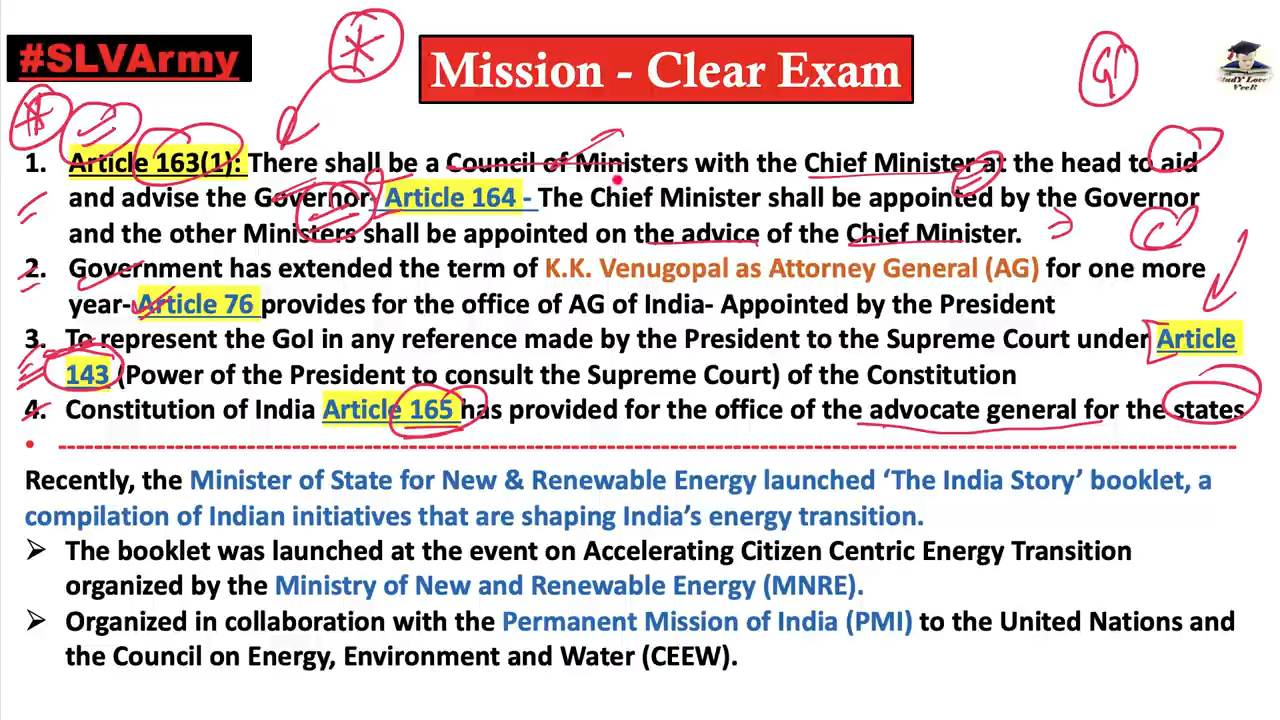 #SLVArmy
Mission - Clear Exam
StudY LoveR
VeeR
1. Article 163(1): There shall be a Council of Ministers with the Chief Minister at the head to aid
and advise the Governor- Article 164 - The Chief Minister shall be appointed by the Governor
and the other Ministers shall be appointed on the advice of the Chief Minister.
2. Government has extended the term of K.K. Venugopal as Attorney General (AG) for one more
year- Article 76 provides for the office of AG of India- Appointed by the President
3. To represent the GoI in any reference made by the President to the Supreme Court under Article
143 (Power of the President to consult the Supreme Court) of the Constitution
4. Constitution of India Article 165 has provided for the office of the advocate general for the states
• ------------------------------------------------------------
Recently, the Minister of State for New & Renewable Energy launched ‘The India Story’ booklet, a
compilation of Indian initiatives that are shaping India’s energy transition.
➢ The booklet was launched at the event on Accelerating Citizen Centric Energy Transition
organized by the Ministry of New and Renewable Energy (MNRE).
➢ Organized in collaboration with the Permanent Mission of India (PMI) to the United Nations and
the Council on Energy, Environment and Water (CEEW).